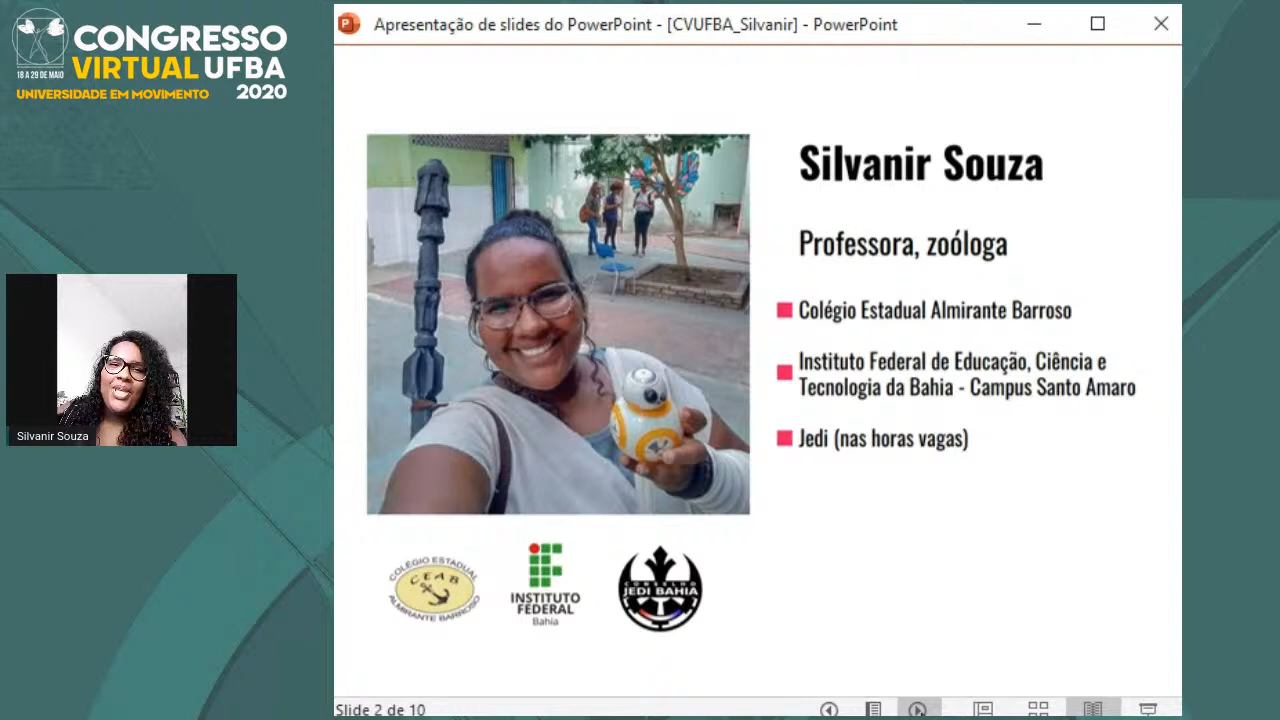 CONGRESSO
VIRTUAL UFBA
18 A 29 DE MAIO
UNIVERSIDADE EM MOVIMENTO
2020
Apresentação de slides do PowerPoint - [CVUFBA_Silvanir] - PowerPoint
Silvanir Souza
Professora, zoóloga
Colégio Estadual Almirante Barroso
Instituto Federal de Educação, Ciência e
Tecnologia da Bahia - Campus Santo Amaro
Jedi (nas horas vagas)
Silvanir Souza
COLÉGIO ESTADUAL
CEAB
ALMIRANTE BARROSO
INSTITUTO
FEDERAL
Bahia
CONSELHO
JEDI BAHIA
Slide 2 de 10